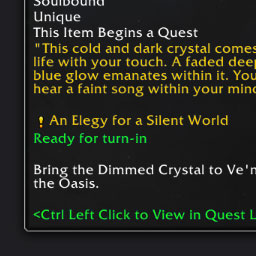 Soulbound
Unique
This Item Begins a Quest
"This cold and dark crystal comes
life with your touch. A faded deep
blue glow emanates within it. You
hear a faint song within your mind
An Elegy for a Silent World
Ready for turn-in
Bring the Dimmed Crystal to Ve'n
the Oasis.
<Ctrl Left Click to View in Quest L